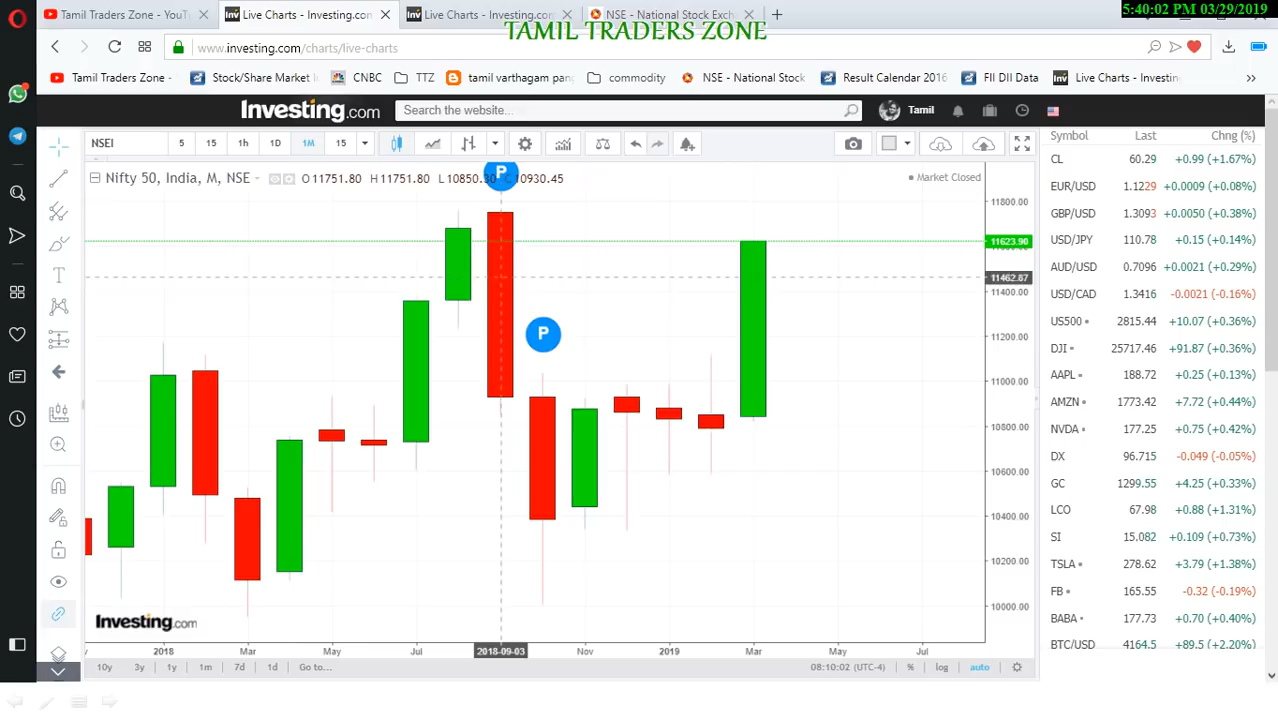 Tamil Traders Zone - YouT
Live Charts - Investing.com
Live Charts - Investing.com
NSE - National Stock Exch
5:40:02 PM 03/29/2019
TAMIL TRADERS ZONE
www.investing.com/charts/live-charts
Tamil Traders Zone -
Stock/Share Market
CNBC
TTZ
tamil varthagam pan
commodity
NSE - National Stock
Result Calendar 2016
FII DII Data
Live Charts - Investin
Investing.com
Search the website...
Tamil
NSEI
5
15
1h
1D
1M
15
Nifty 50, India, M, NSE
O 11751.80 H 11751.80 L 10850.30 C 10930.45
Market Closed
P
P
11800.00
11623.90
11462.87
11400.00
11200.00
11000.00
10800.00
10600.00
10400.00
10200.00
10000.00
Investing.com
2018
Mar
May
Jul
2018-09-03
Nov
2019
Mar
May
Jul
10y
3y
1y
1m
7d
1d
Go to...
08:10:02 (UTC-4)
%
log
auto
Symbol Last Chng (%)
CL 60.29 +0.99 (+1.67%)
EUR/USD 1.1229 +0.0009 (+0.08%)
GBP/USD 1.3093 +0.0050 (+0.38%)
USD/JPY 110.78 +0.15 (+0.14%)
AUD/USD 0.7096 +0.0021 (+0.29%)
USD/CAD 1.3416 -0.0021 (-0.16%)
US500 2815.44 +10.07 (+0.36%)
DJI 25717.46 +91.87 (+0.36%)
AAPL 188.72 +0.25 (+0.13%)
AMZN 1773.42 +7.72 (+0.44%)
NVDA 177.25 +0.75 (+0.42%)
DX 96.715 -0.049 (-0.05%)
GC 1299.55 +4.25 (+0.33%)
LCO 67.98 +0.88 (+1.31%)
SI 15.082 +0.109 (+0.73%)
TSLA 278.62 +3.79 (+1.38%)
FB 165.55 -0.32 (-0.19%)
BABA 177.73 +0.70 (+0.40%)
BTC/USD 4164.5 +89.5 (+2.20%)